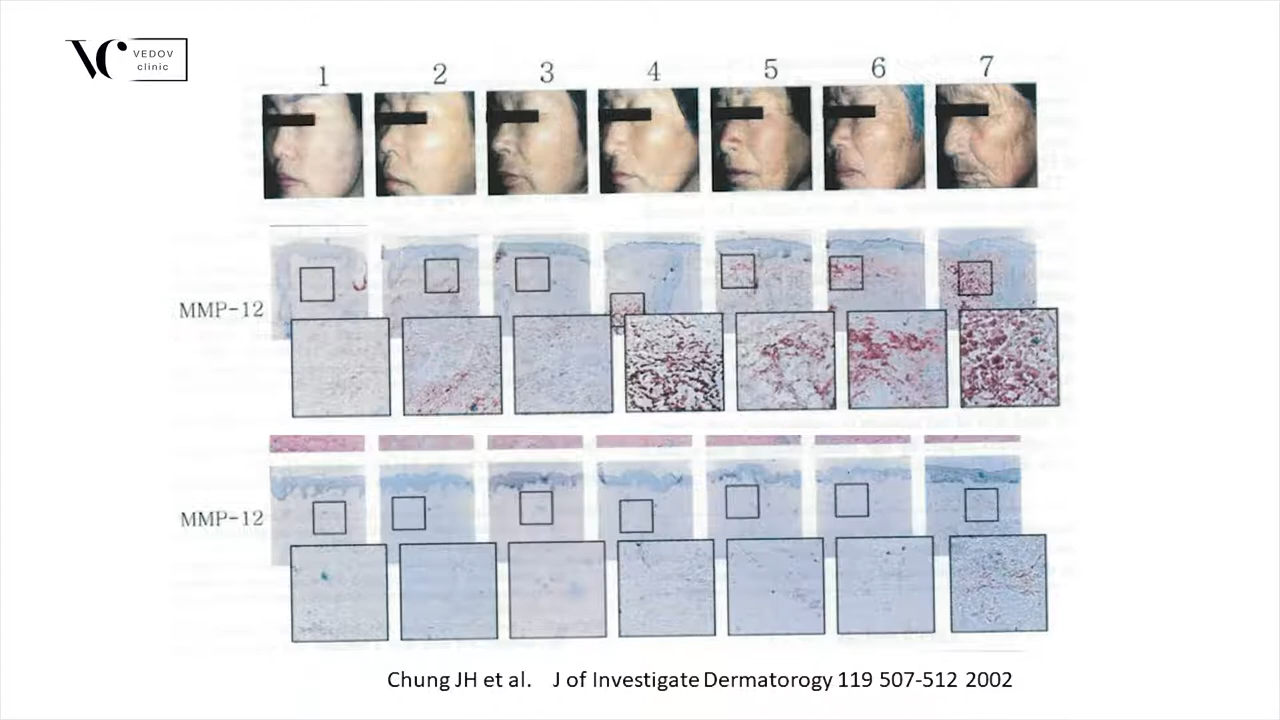 VC VEDOV
clinic
1 2 3 4 5 6 7
MMP-12
MMP-12
Chung JH et al. J of Investigate Dermatorogy 119 507-512 2002